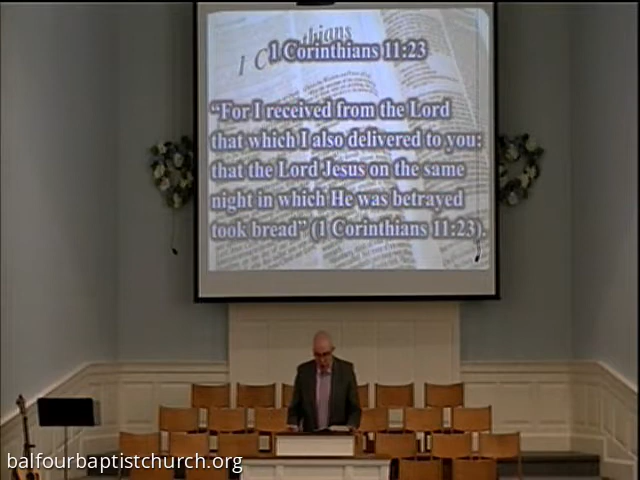 1 Corinthians 11:23
"For I received from the Lord
that which I also delivered to you:
that the Lord Jesus on the same
night in which He was betrayed
took bread" (1 Corinthians 11:23).
balfourbaptistchurch.org